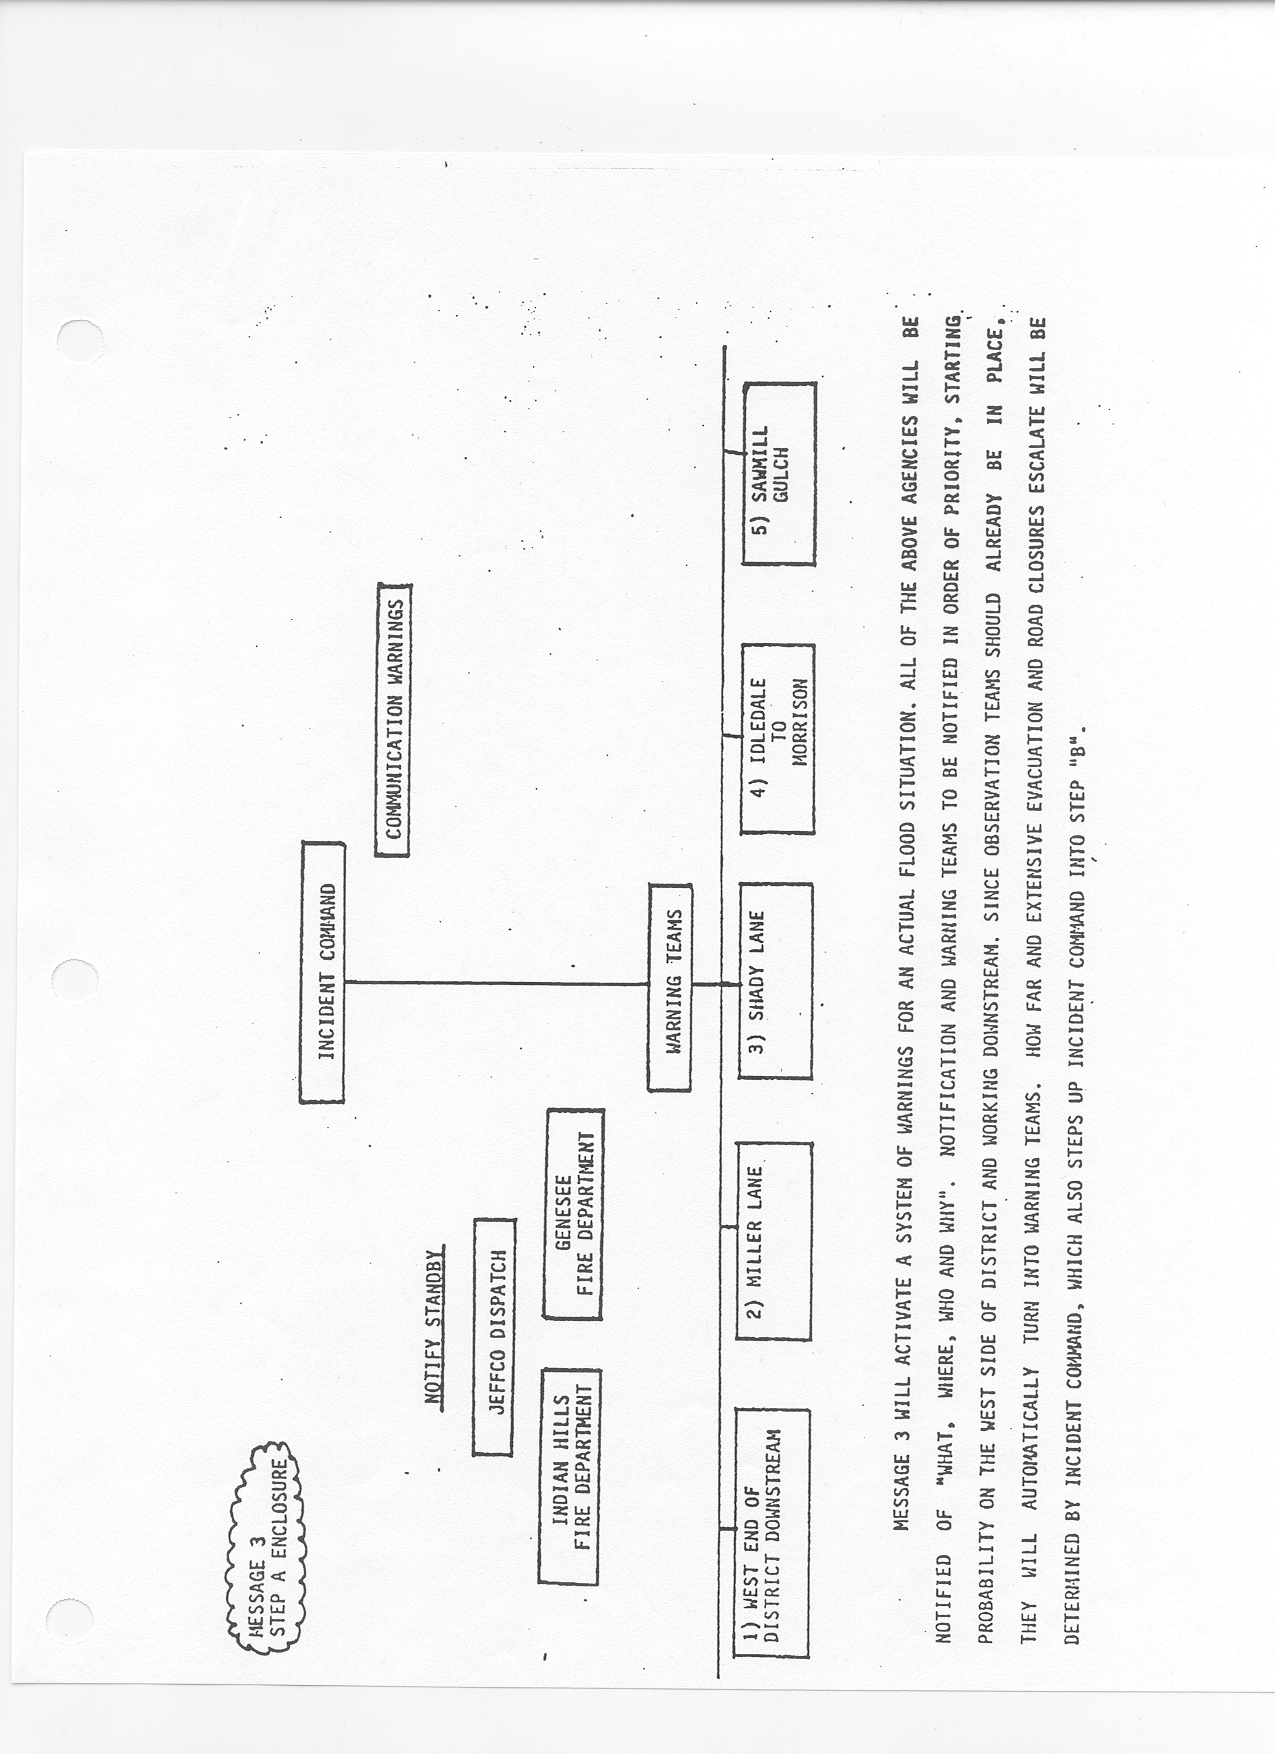 MESSAGE 3
STEP A ENCLOSURE
INCIDENT COMMAND
COMMUNICATION WARNINGS
NOTIFY STANDBY
JEFFCO DISPATCH
INDIAN HILLS
FIRE DEPARTMENT
GENESEE
FIRE DEPARTMENT
WARNING TEAMS
1) WEST END OF
DISTRICT DOWNSTREAM
2) MILLER LANE
3) SHADY LANE
4) IDLEDALE
TO
MORRISON
5) SAWMILL
GULCH
MESSAGE 3 WILL ACTIVATE A SYSTEM OF WARNINGS FOR AN ACTUAL FLOOD SITUATION. ALL OF THE ABOVE AGENCIES WILL BE
NOTIFIED OF "WHAT, WHERE, WHO AND WHY". NOTIFICATION AND WARNING TEAMS TO BE NOTIFIED IN ORDER OF PRIORITY, STARTING
PROBABILITY ON THE WEST SIDE OF DISTRICT AND WORKING DOWNSTREAM. SINCE OBSERVATION TEAMS SHOULD ALREADY BE IN PLACE,
THEY WILL AUTOMATICALLY TURN INTO WARNING TEAMS. HOW FAR AND EXTENSIVE EVACUATION AND ROAD CLOSURES ESCALATE WILL BE
DETERMINED BY INCIDENT COMMAND, WHICH ALSO STEPS UP INCIDENT COMMAND INTO STEP "B".